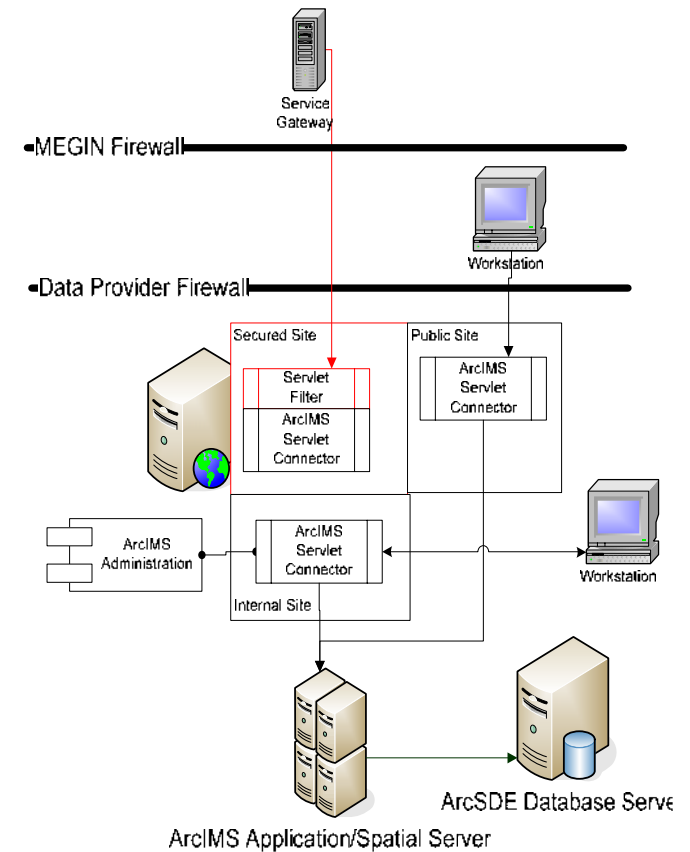 Service
Gateway
MEGIN Firewall
Workstation
Data Provider Firewall
Secured Site
Public Site
Servlet
Filter
ArcIMS
Servlet
Connector
ArcIMS
Servlet
Connector
ArcIMS
Administration
ArcIMS
Servlet
Connector
Workstation
Internal Site
ArcSDE Database Serve
ArcIMS Application/Spatial Server